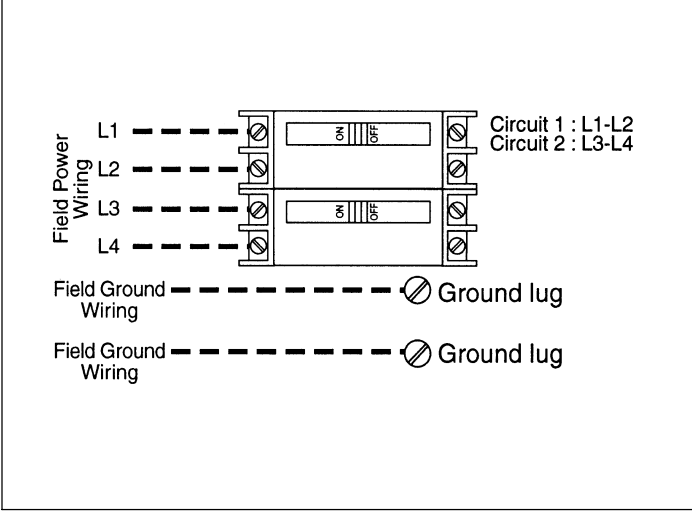 Field Power
Wiring
L1
L2
L3
L4
ON
OFF
ON
OFF
Circuit 1 : L1-L2
Circuit 2 : L3-L4
Field Ground
Wiring
Ground lug
Field Ground
Wiring
Ground lug